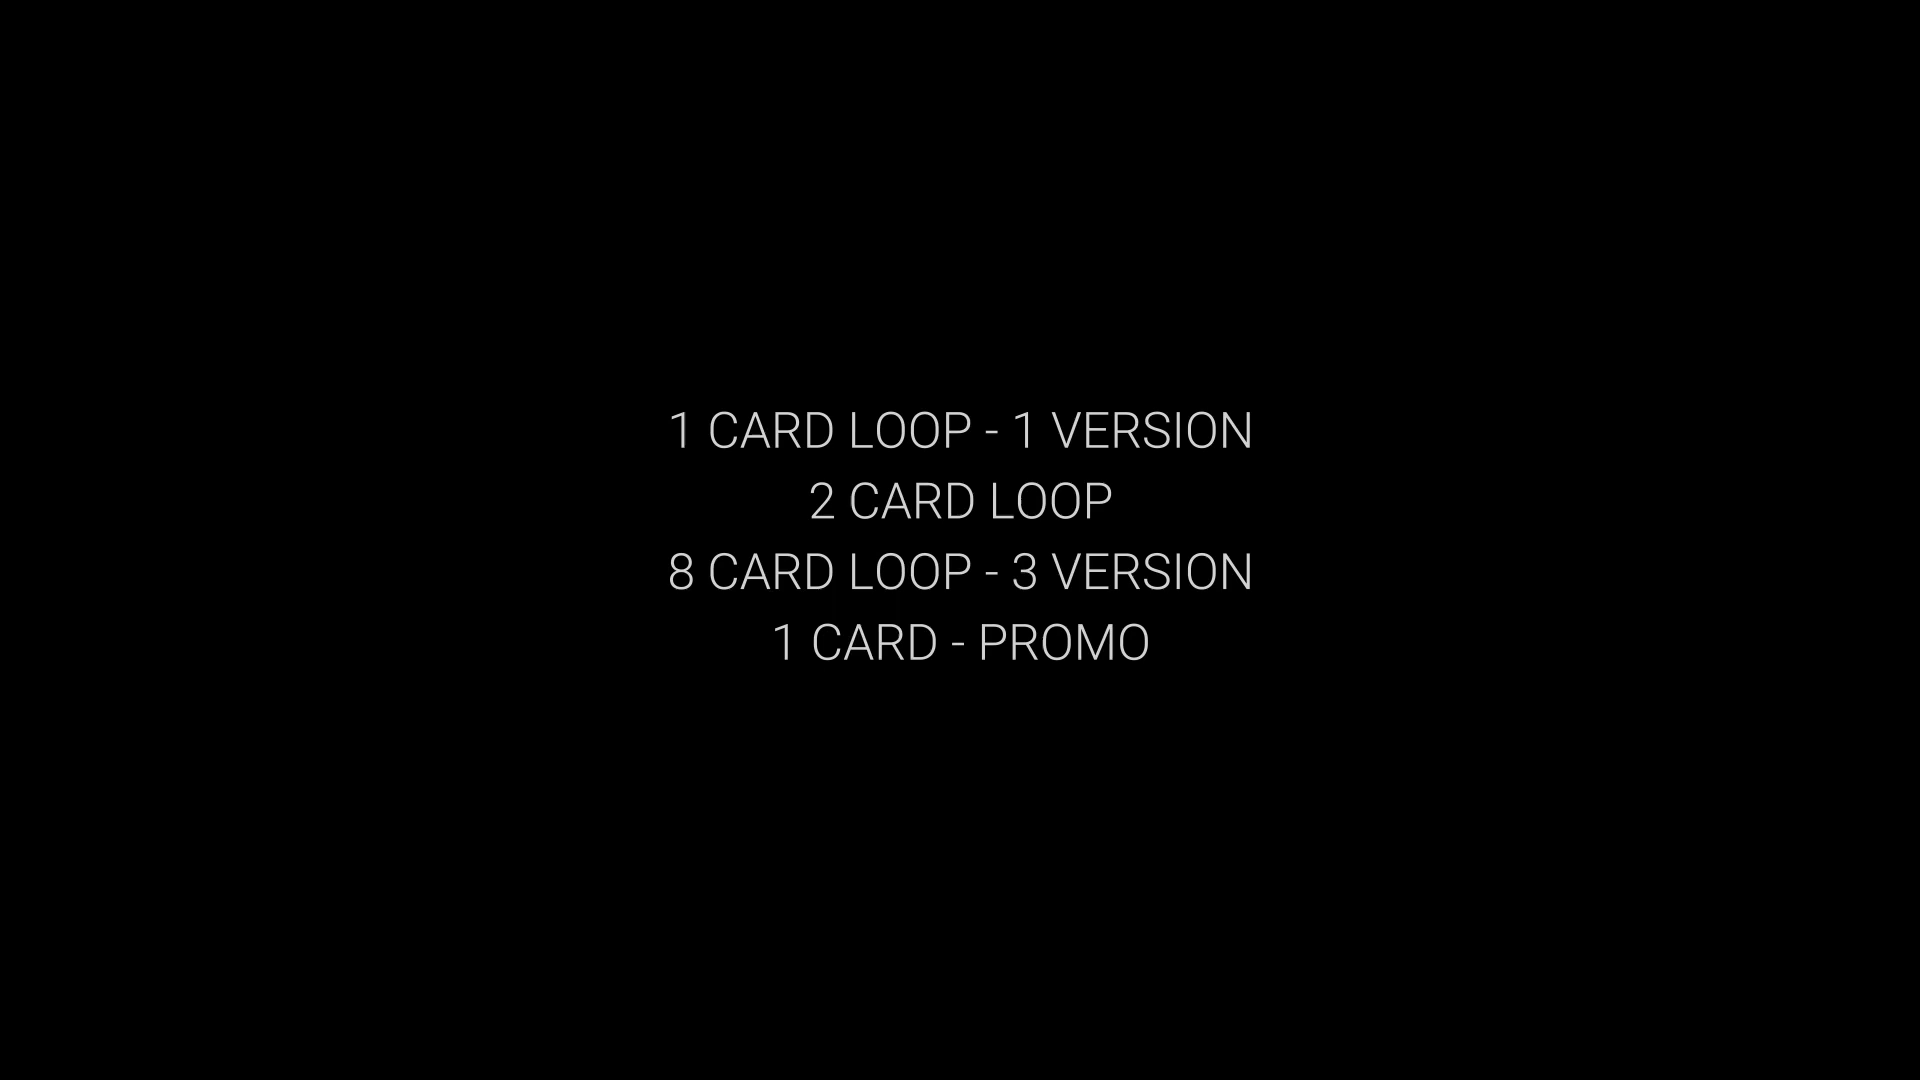 1 CARD LOOP - 1 VERSION
2 CARD LOOP
8 CARD LOOP - 3 VERSION
1 CARD - PROMO